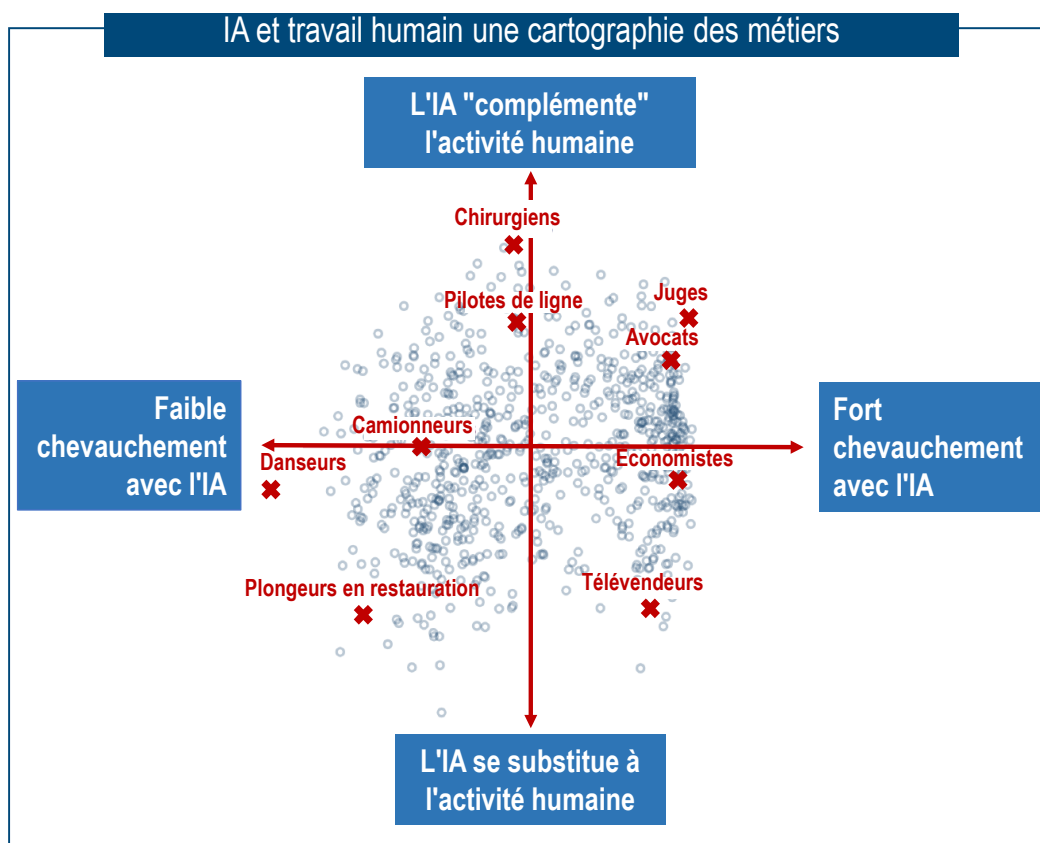 IA et travail humain une cartographie des métiers
L'IA "complémente"
l'activité humaine
Chirurgiens
Pilotes de ligne
Juges
Avocats
Faible
chevauchement
avec l'IA
Camionneurs
Danseurs
Economistes
Fort
chevauchement
avec l'IA
Plongeurs en restauration
Télévendeurs
L'IA se substitue à
l'activité humaine